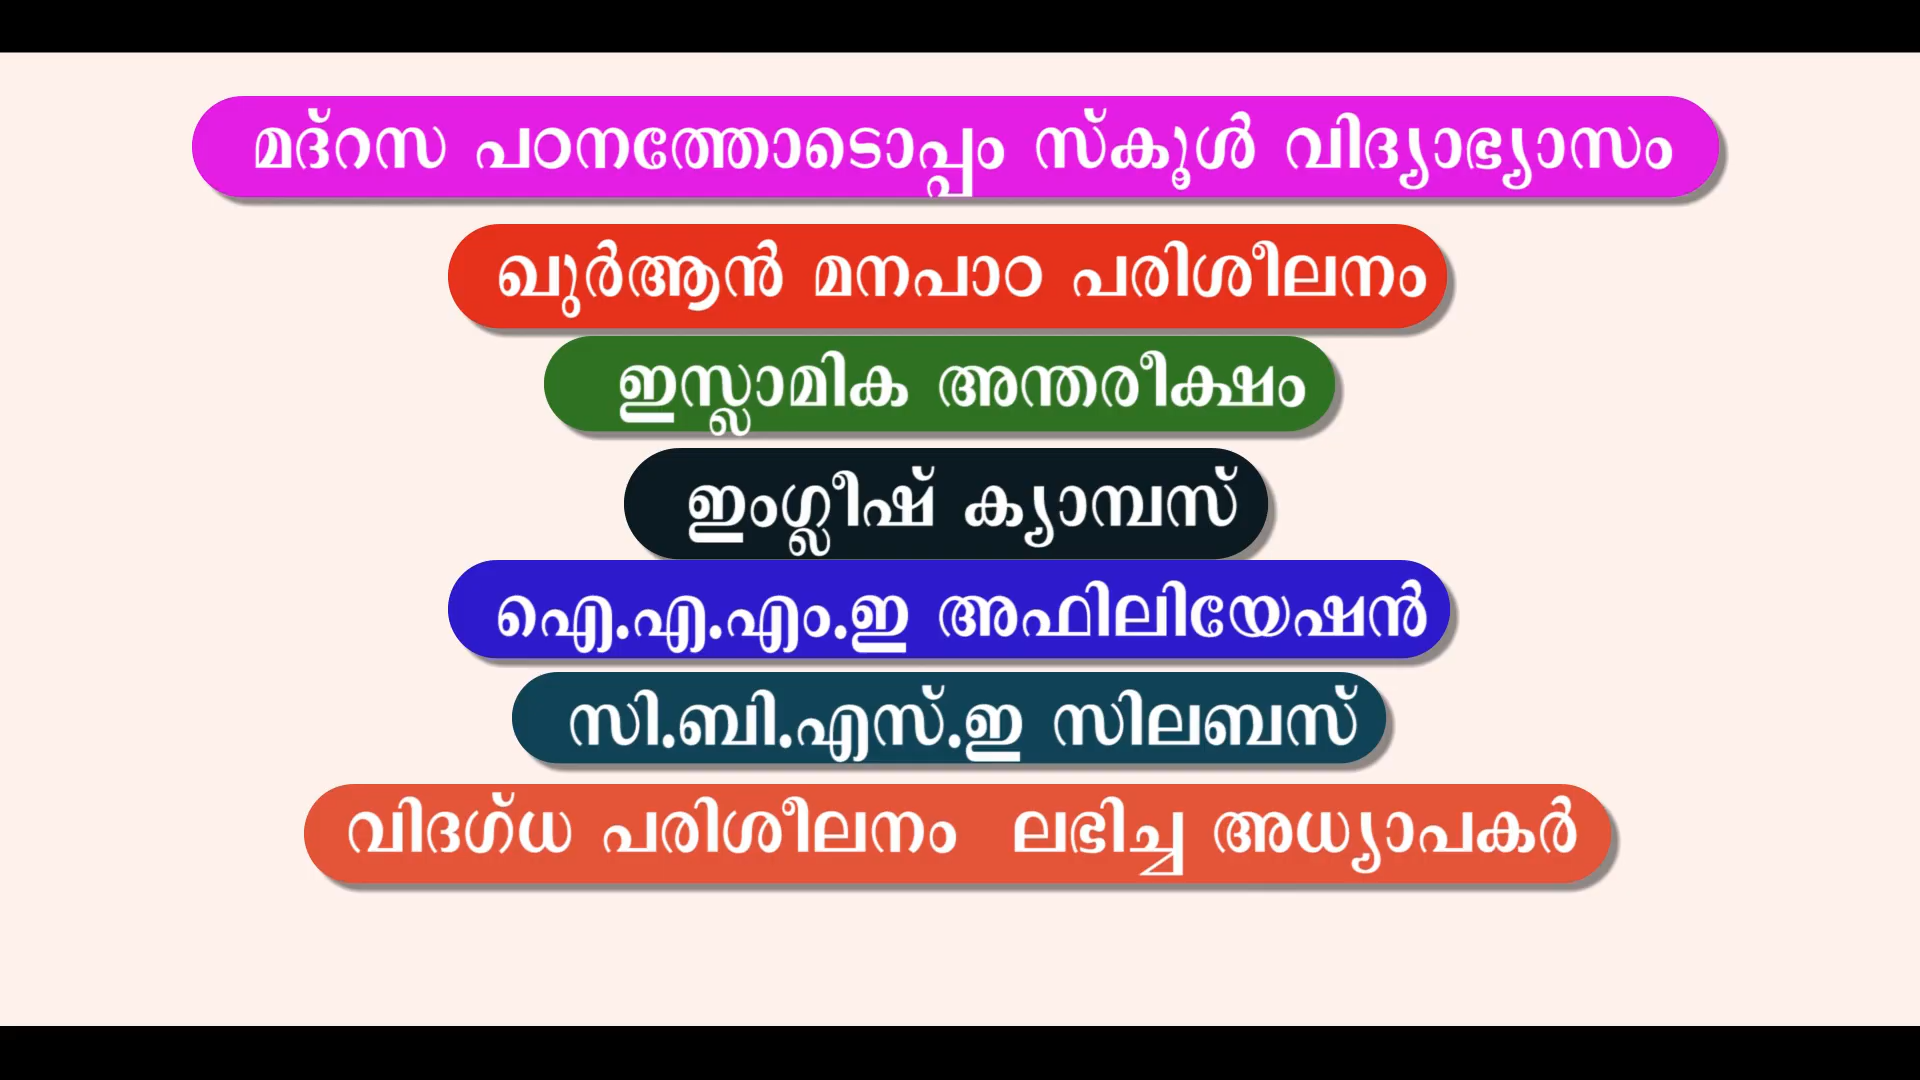 മദ്റസ പഠനത്തോടൊപ്പം സ്കൂൾ വിദ്യാഭ്യാസം
ഖുർആൻ മനപാഠ പരിശീലനം
ഇസ്ലാമിക അന്തരീക്ഷം
ഇംഗ്ലീഷ് ക്യാമ്പസ്
ഐ.എ.എം.ഇ അഫിലിയേഷൻ
സി.ബി.എസ്.ഇ സിലബസ്
വിദഗ്ധ പരിശീലനം ലഭിച്ച അധ്യാപകർ